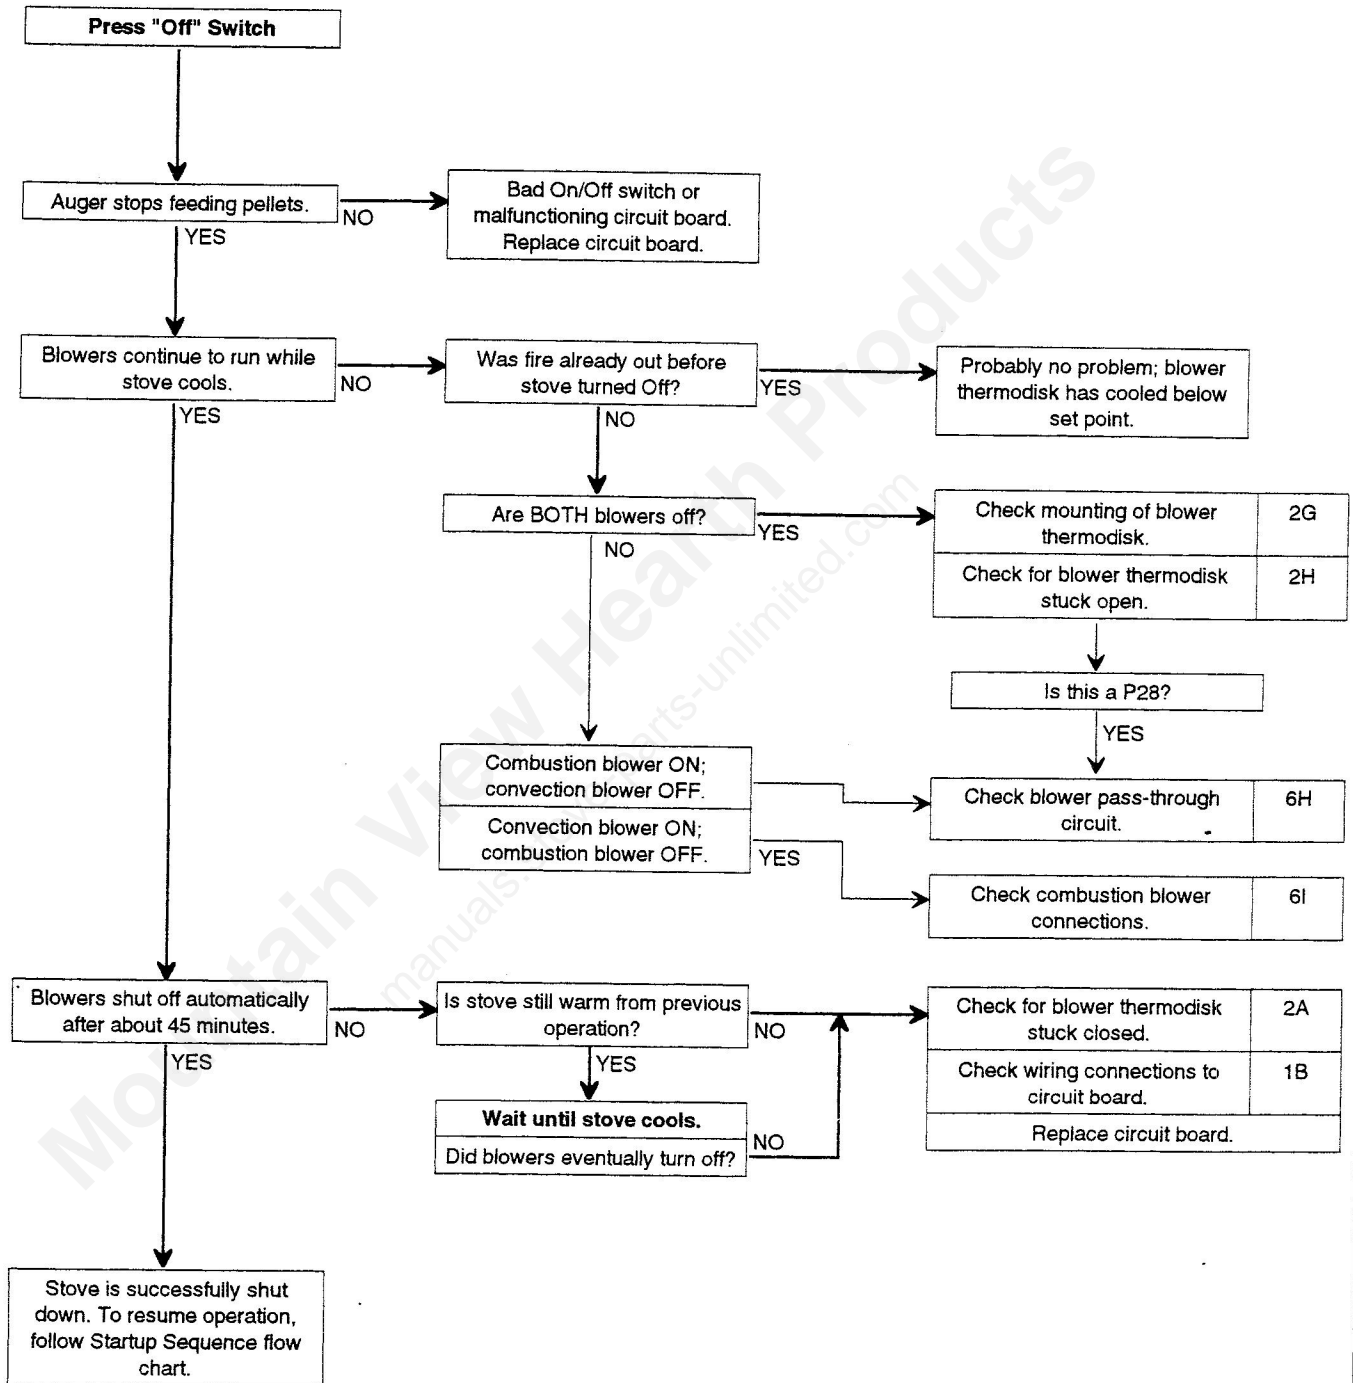 Press "Off" Switch
Auger stops feeding pellets.
NO
Bad On/Off switch or
malfunctioning circuit board.
Replace circuit board.
YES
Blowers continue to run while
stove cools.
NO
Was fire already out before
stove turned Off?
YES
Probably no problem; blower
thermodisk has cooled below
set point.
YES
NO
Are BOTH blowers off?
YES
Check mounting of blower
thermodisk.
2G
NO
Check for blower thermodisk
stuck open.
2H
Is this a P28?
YES
Combustion blower ON;
convection blower OFF.
Check blower pass-through
circuit.
6H
Convection blower ON;
combustion blower OFF.
YES
Check combustion blower
connections.
6I
Blowers shut off automatically
after about 45 minutes.
NO
Is stove still warm from previous
operation?
NO
Check for blower thermodisk
stuck closed.
2A
YES
YES
Check wiring connections to
circuit board.
1B
Replace circuit board.
Wait until stove cools.
Did blowers eventually turn off?
NO
Stove is successfully shut
down. To resume operation,
follow Startup Sequence flow
chart.
Mountain View Hearth Products